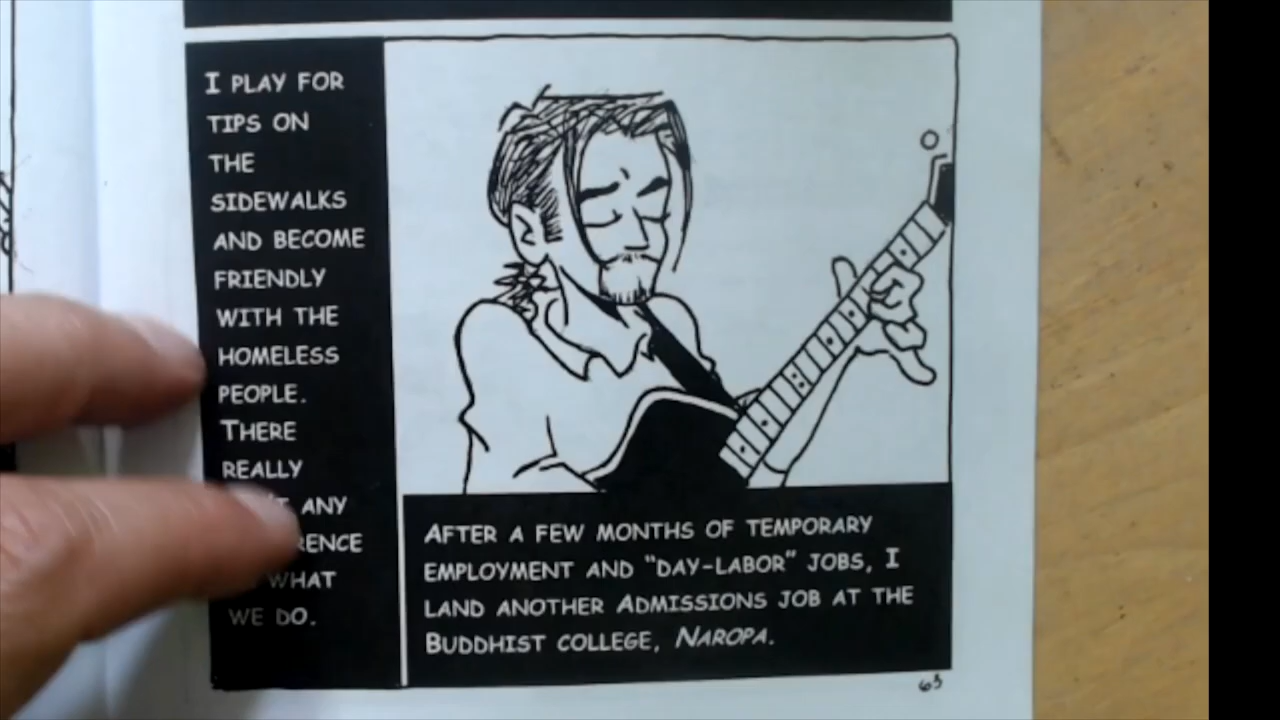 I PLAY FOR
TIPS ON
THE
SIDEWALKS
AND BECOME
FRIENDLY
WITH THE
HOMELESS
PEOPLE.
THERE
REALLY
ANY
WHAT
WE DO.
AFTER A FEW MONTHS OF TEMPORARY
EMPLOYMENT AND “DAY-LABOR” JOBS, I
LAND ANOTHER ADMISSIONS JOB AT THE
BUDDHIST COLLEGE, NAROPA.
63